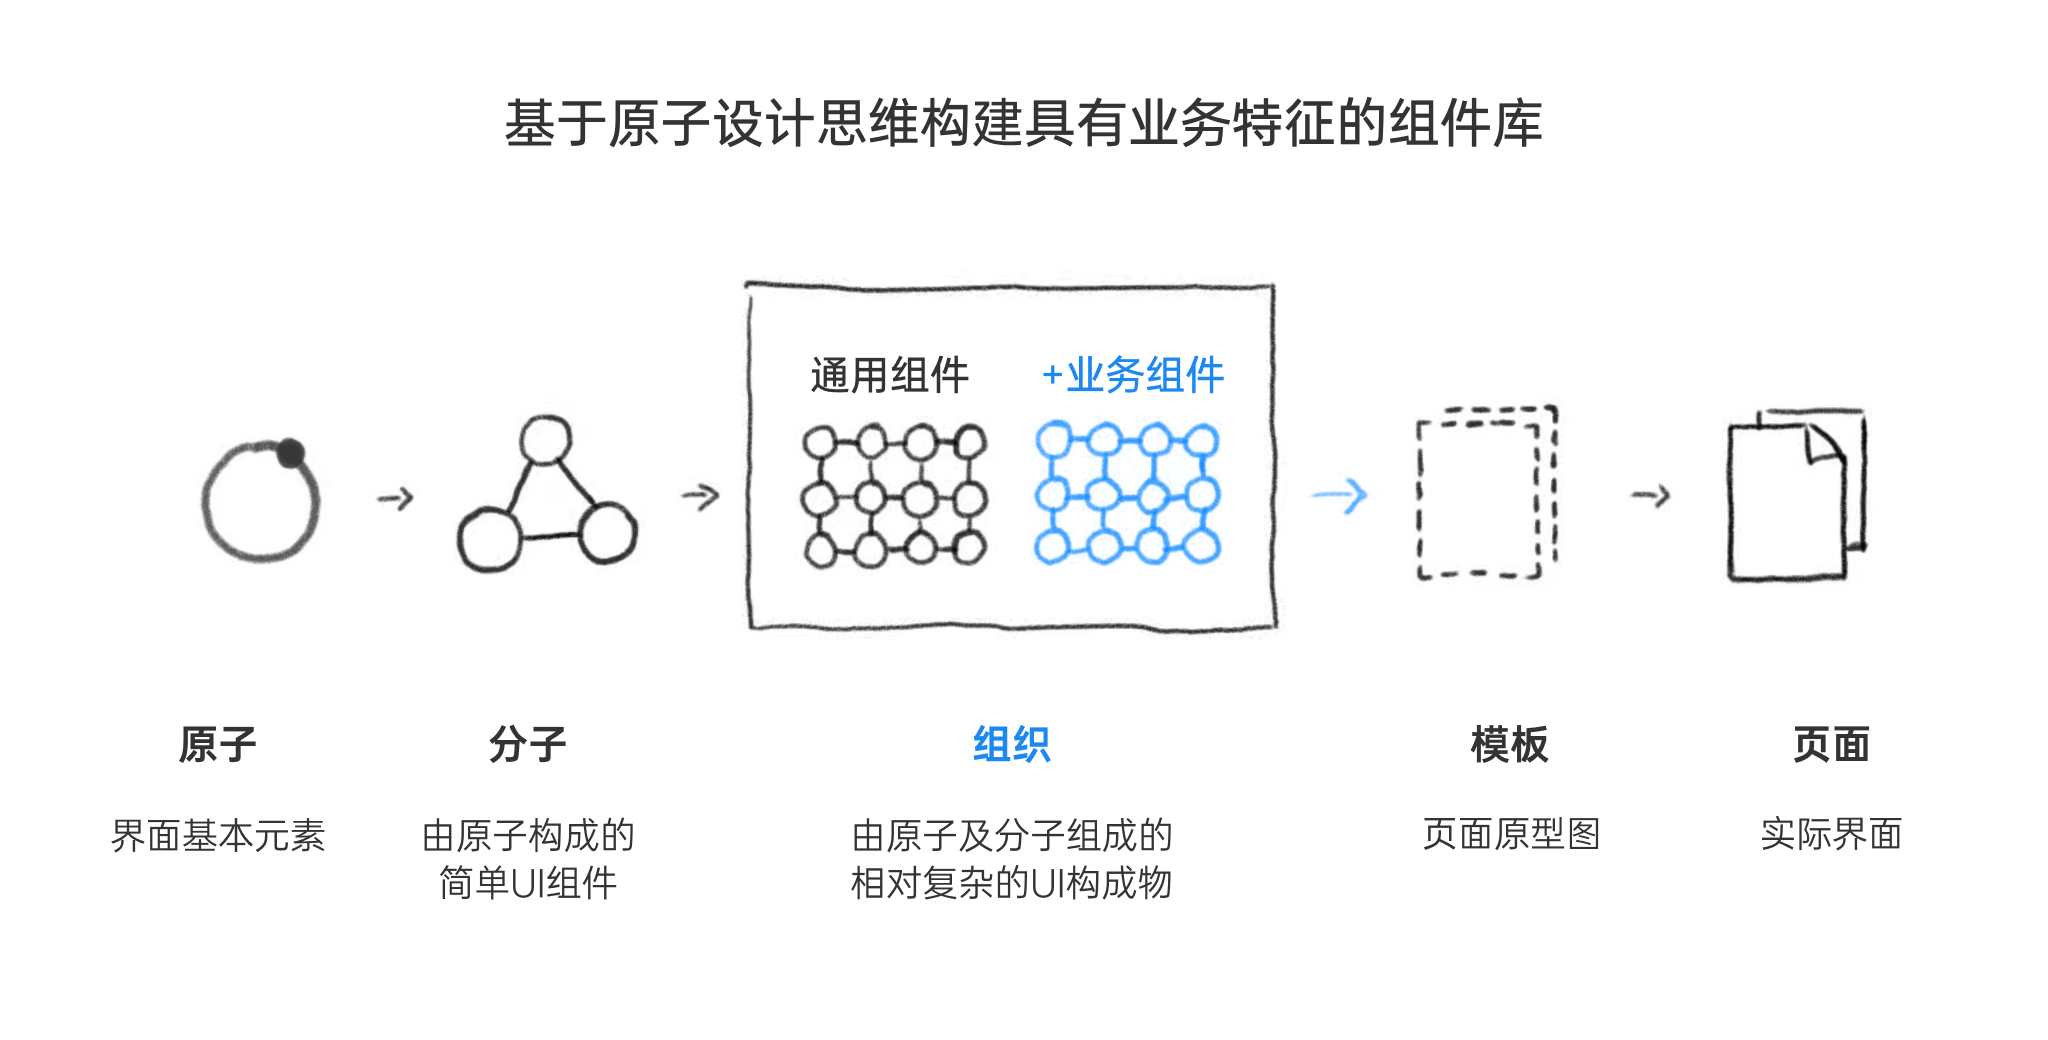 基于原子设计思维构建具有业务特征的组件库
通用组件
+业务组件
原子
分子
组织
模板
页面
界面基本元素
由原子构成的
简单UI组件
由原子及分子组成的
相对复杂的UI构成物
页面原型图
实际界面